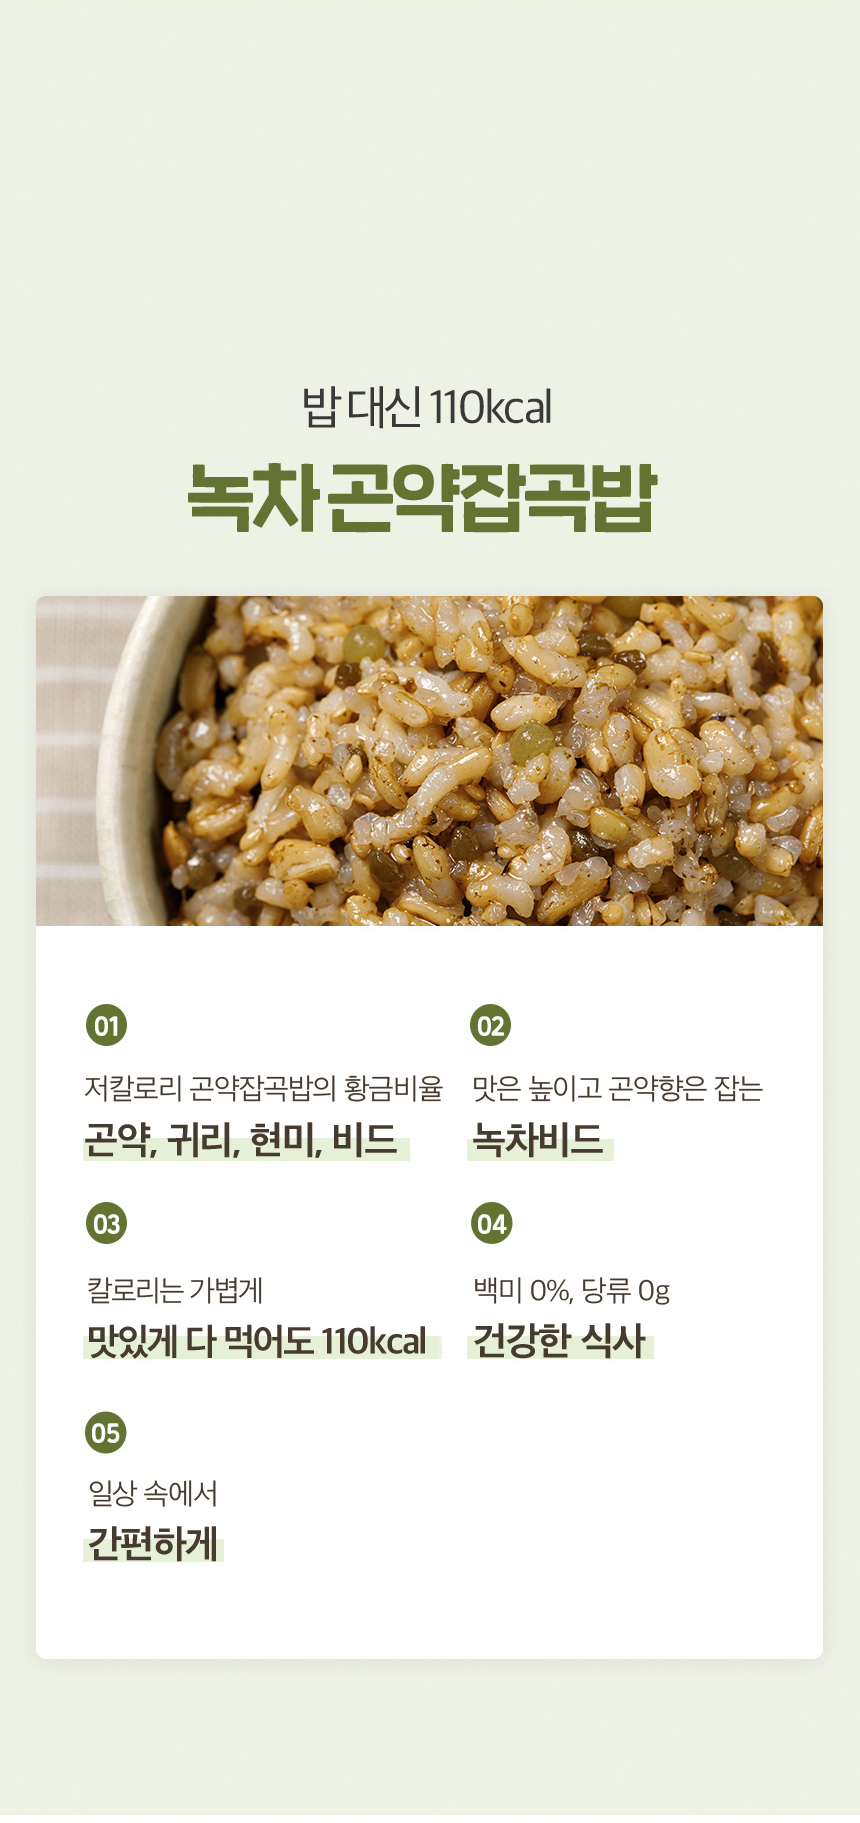 밥 대신 110kcal
녹차 곤약잡곡밥
01
저칼로리 곤약잡곡밥의 황금비율
곤약, 귀리, 현미, 비드
02
맛은 높이고 곤약향은 잡는
녹차비드
03
칼로리는 가볍게
맛있게 다 먹어도 110kcal
04
백미 0%, 당류 0g
건강한 식사
05
일상 속에서
간편하게